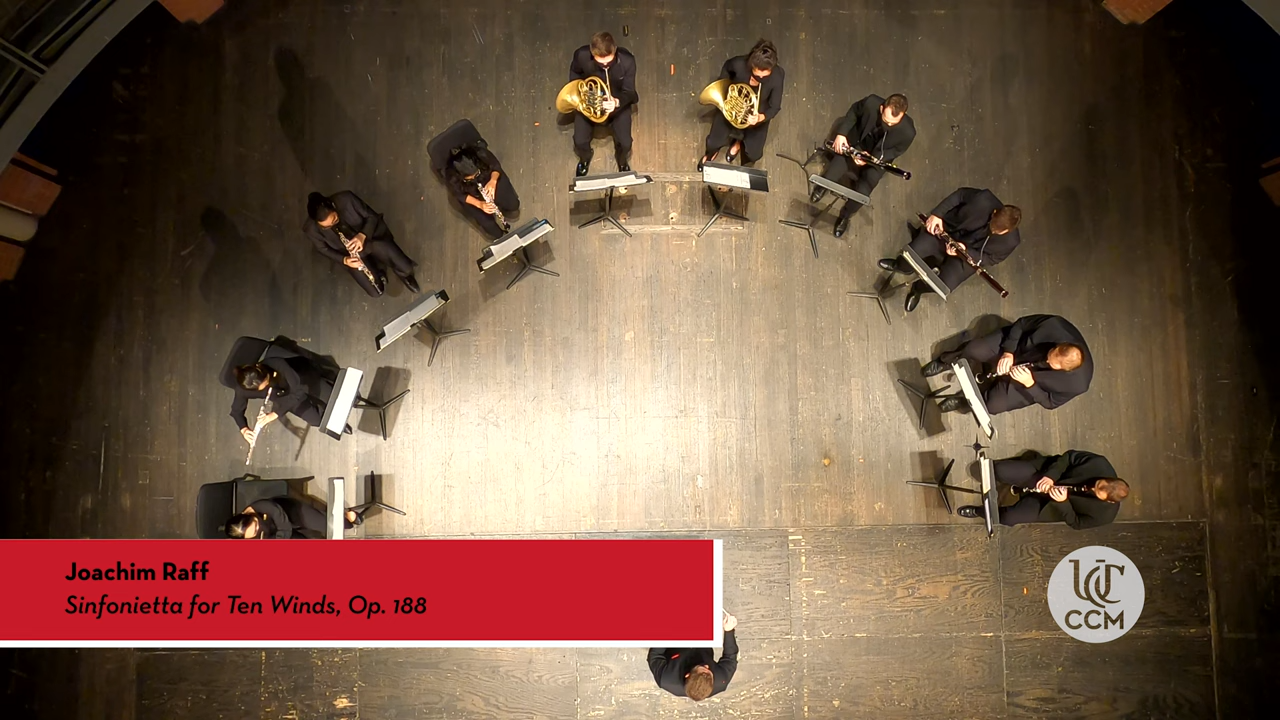 Joachim Raff
Sinfonietta for Ten Winds, Op. 188
UC
CCM